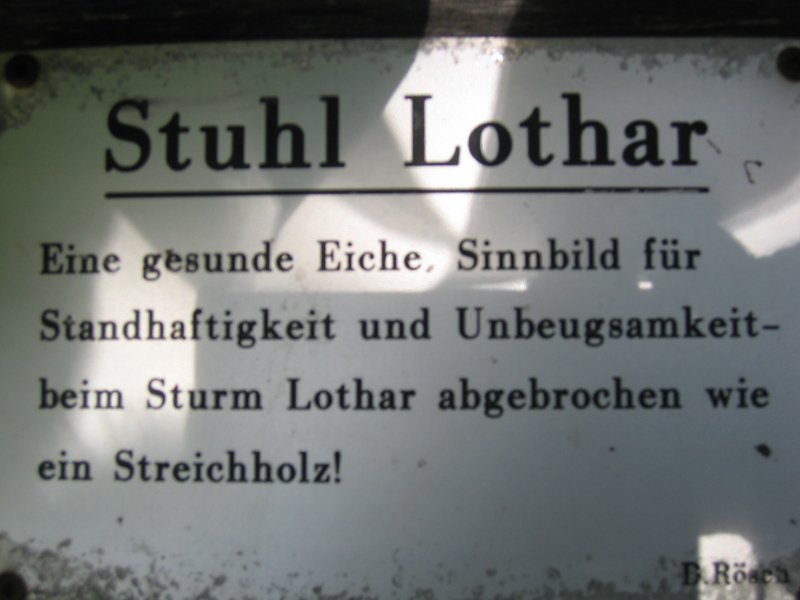 Stuhl Lothar
Eine gesunde Eiche, Sinnbild für
Standhaftigkeit und Unbeugsamkeit-
beim Sturm Lothar abgebrochen wie
ein Streichholz!
D. Rösch